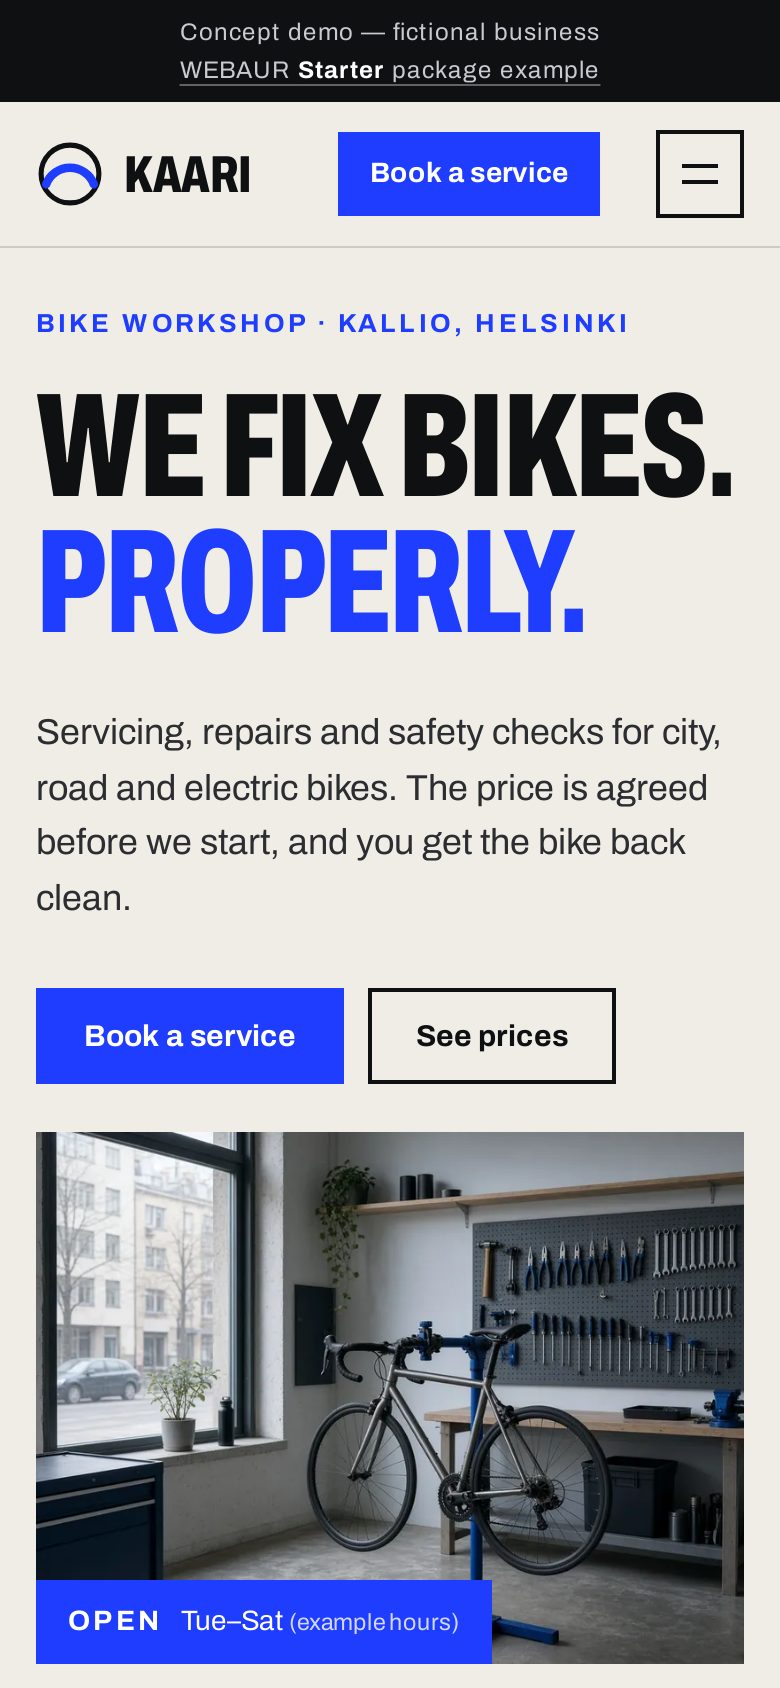 Concept demo — fictional business
WEBAUR Starter package example
KAARI
Book a service
BIKE WORKSHOP · KALLIO, HELSINKI
WE FIX BIKES.
PROPERLY.
Servicing, repairs and safety checks for city,
road and electric bikes. The price is agreed
before we start, and you get the bike back
clean.
Book a service
See prices
OPEN Tue–Sat (example hours)